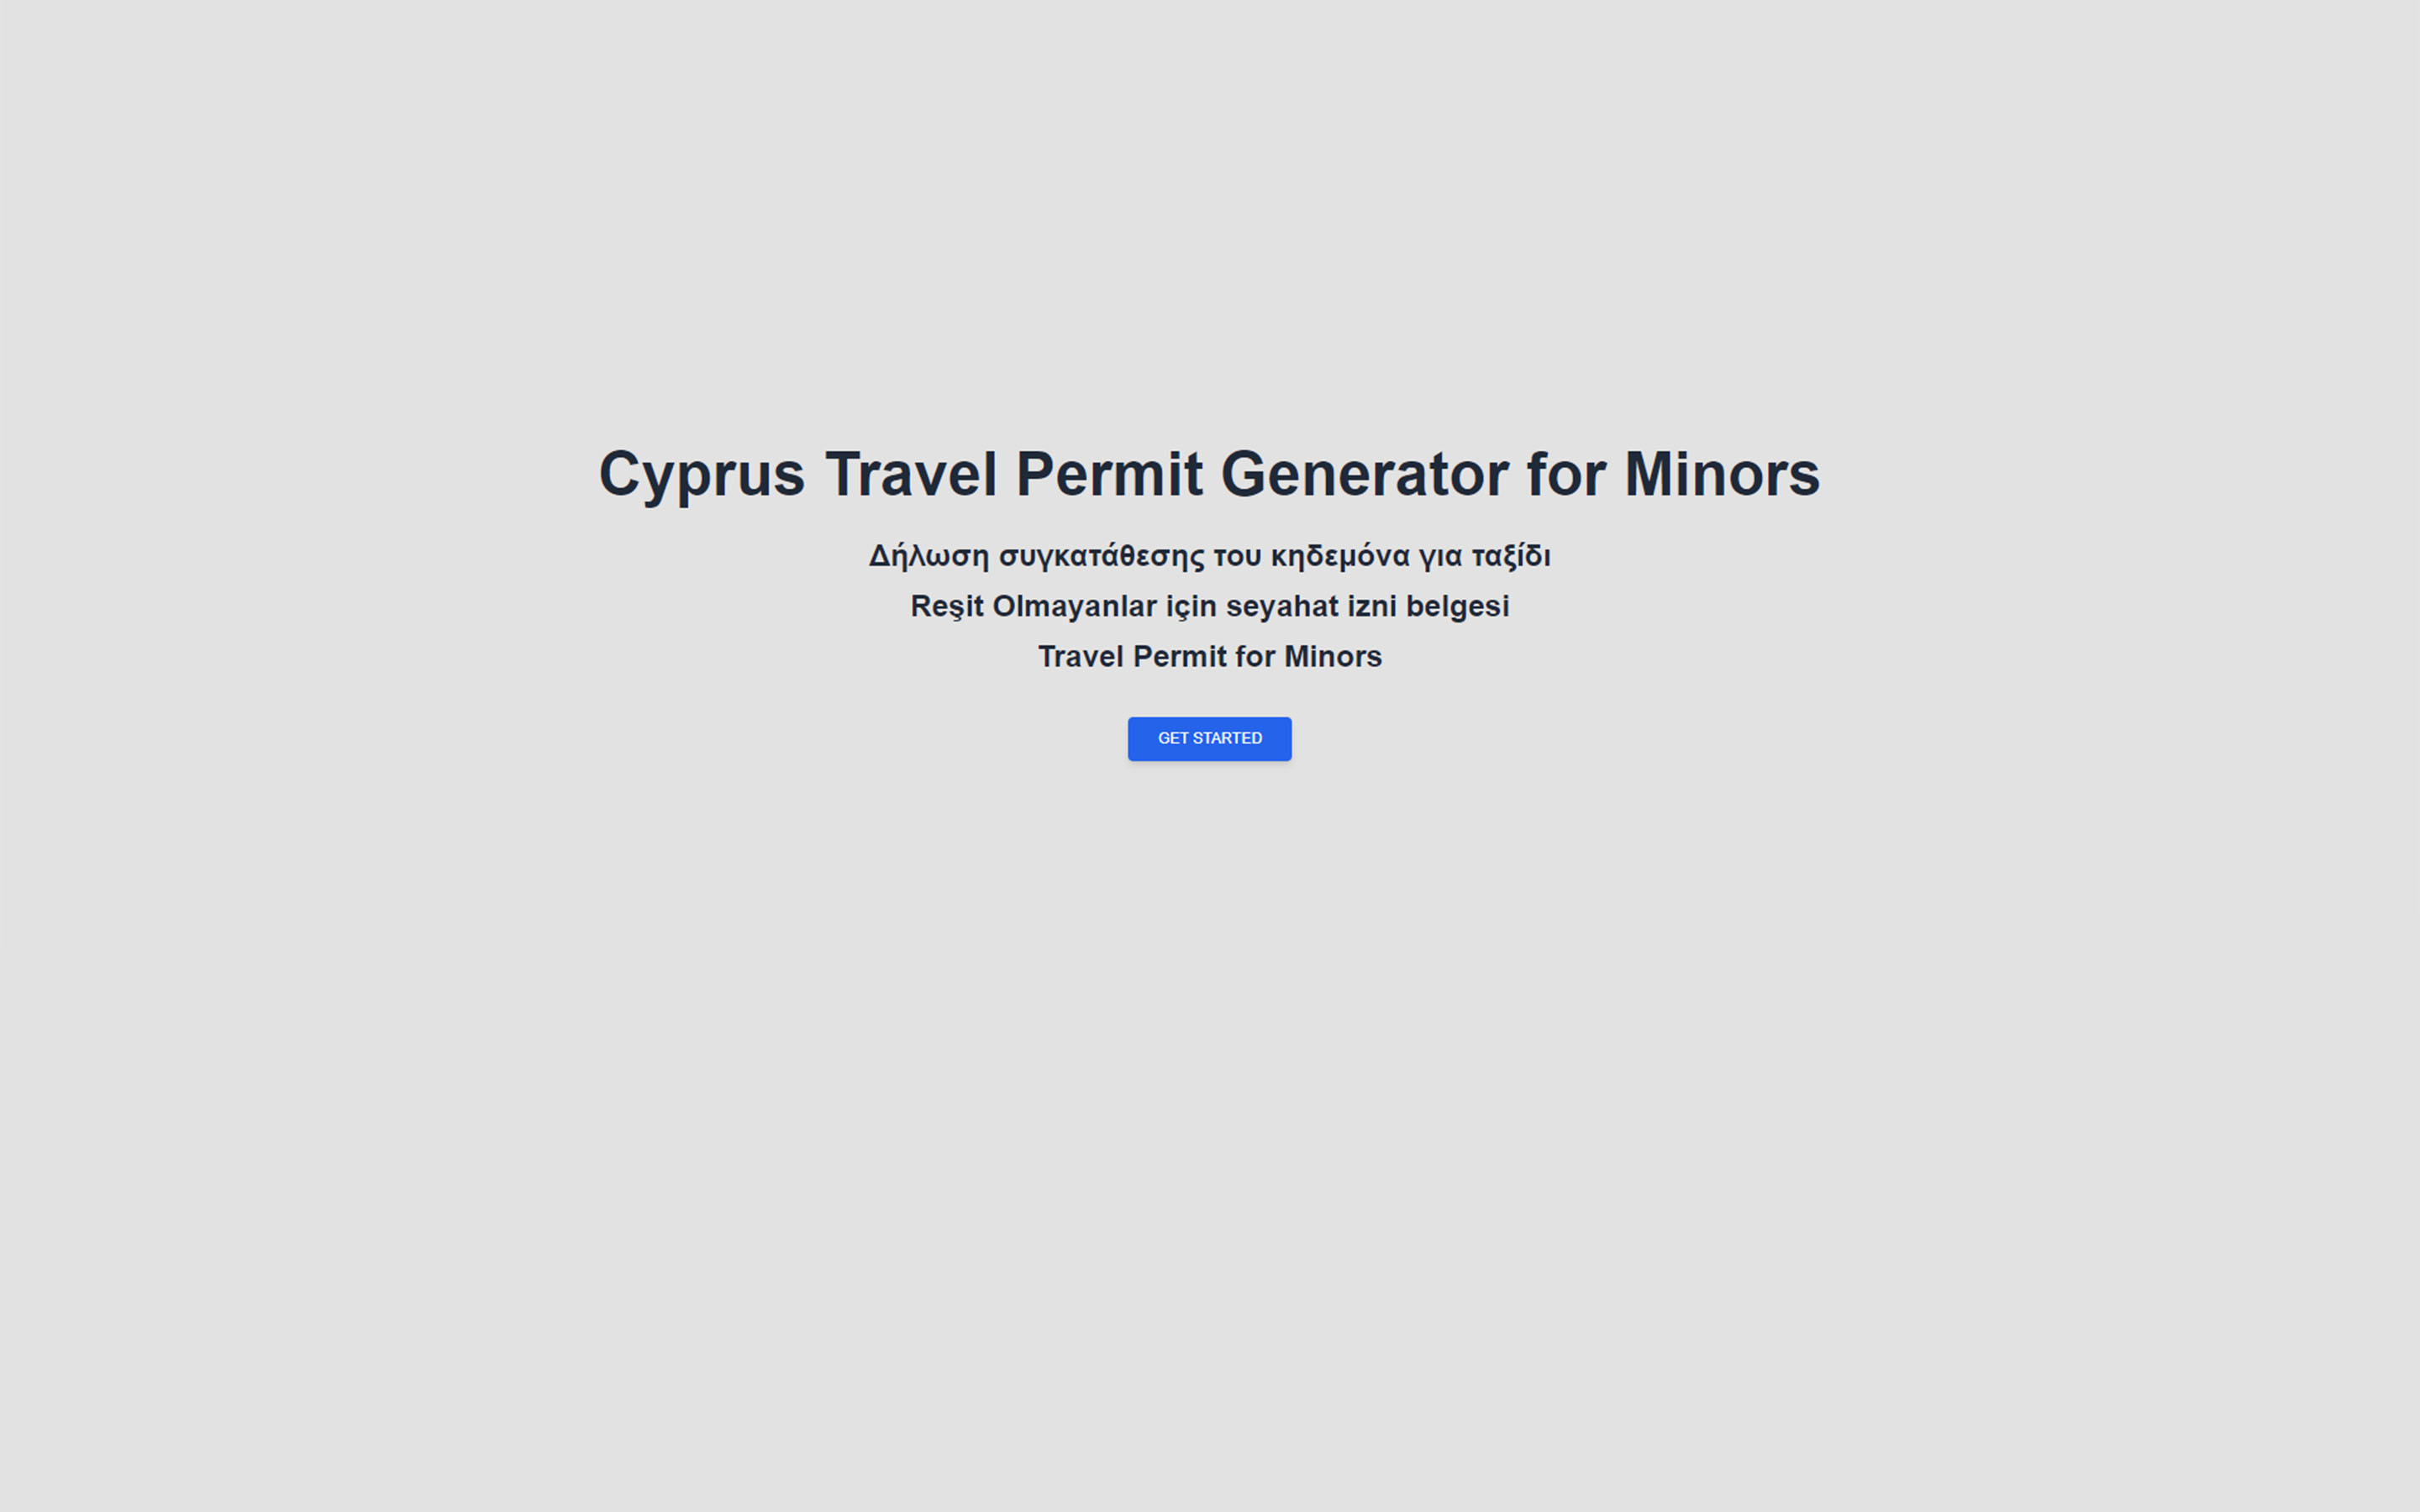 Cyprus Travel Permit Generator for Minors
Δήλωση συγκατάθεσης του κηδεμόνα για ταξίδι
Reşit Olmayanlar için seyahat izni belgesi
Travel Permit for Minors
GET STARTED